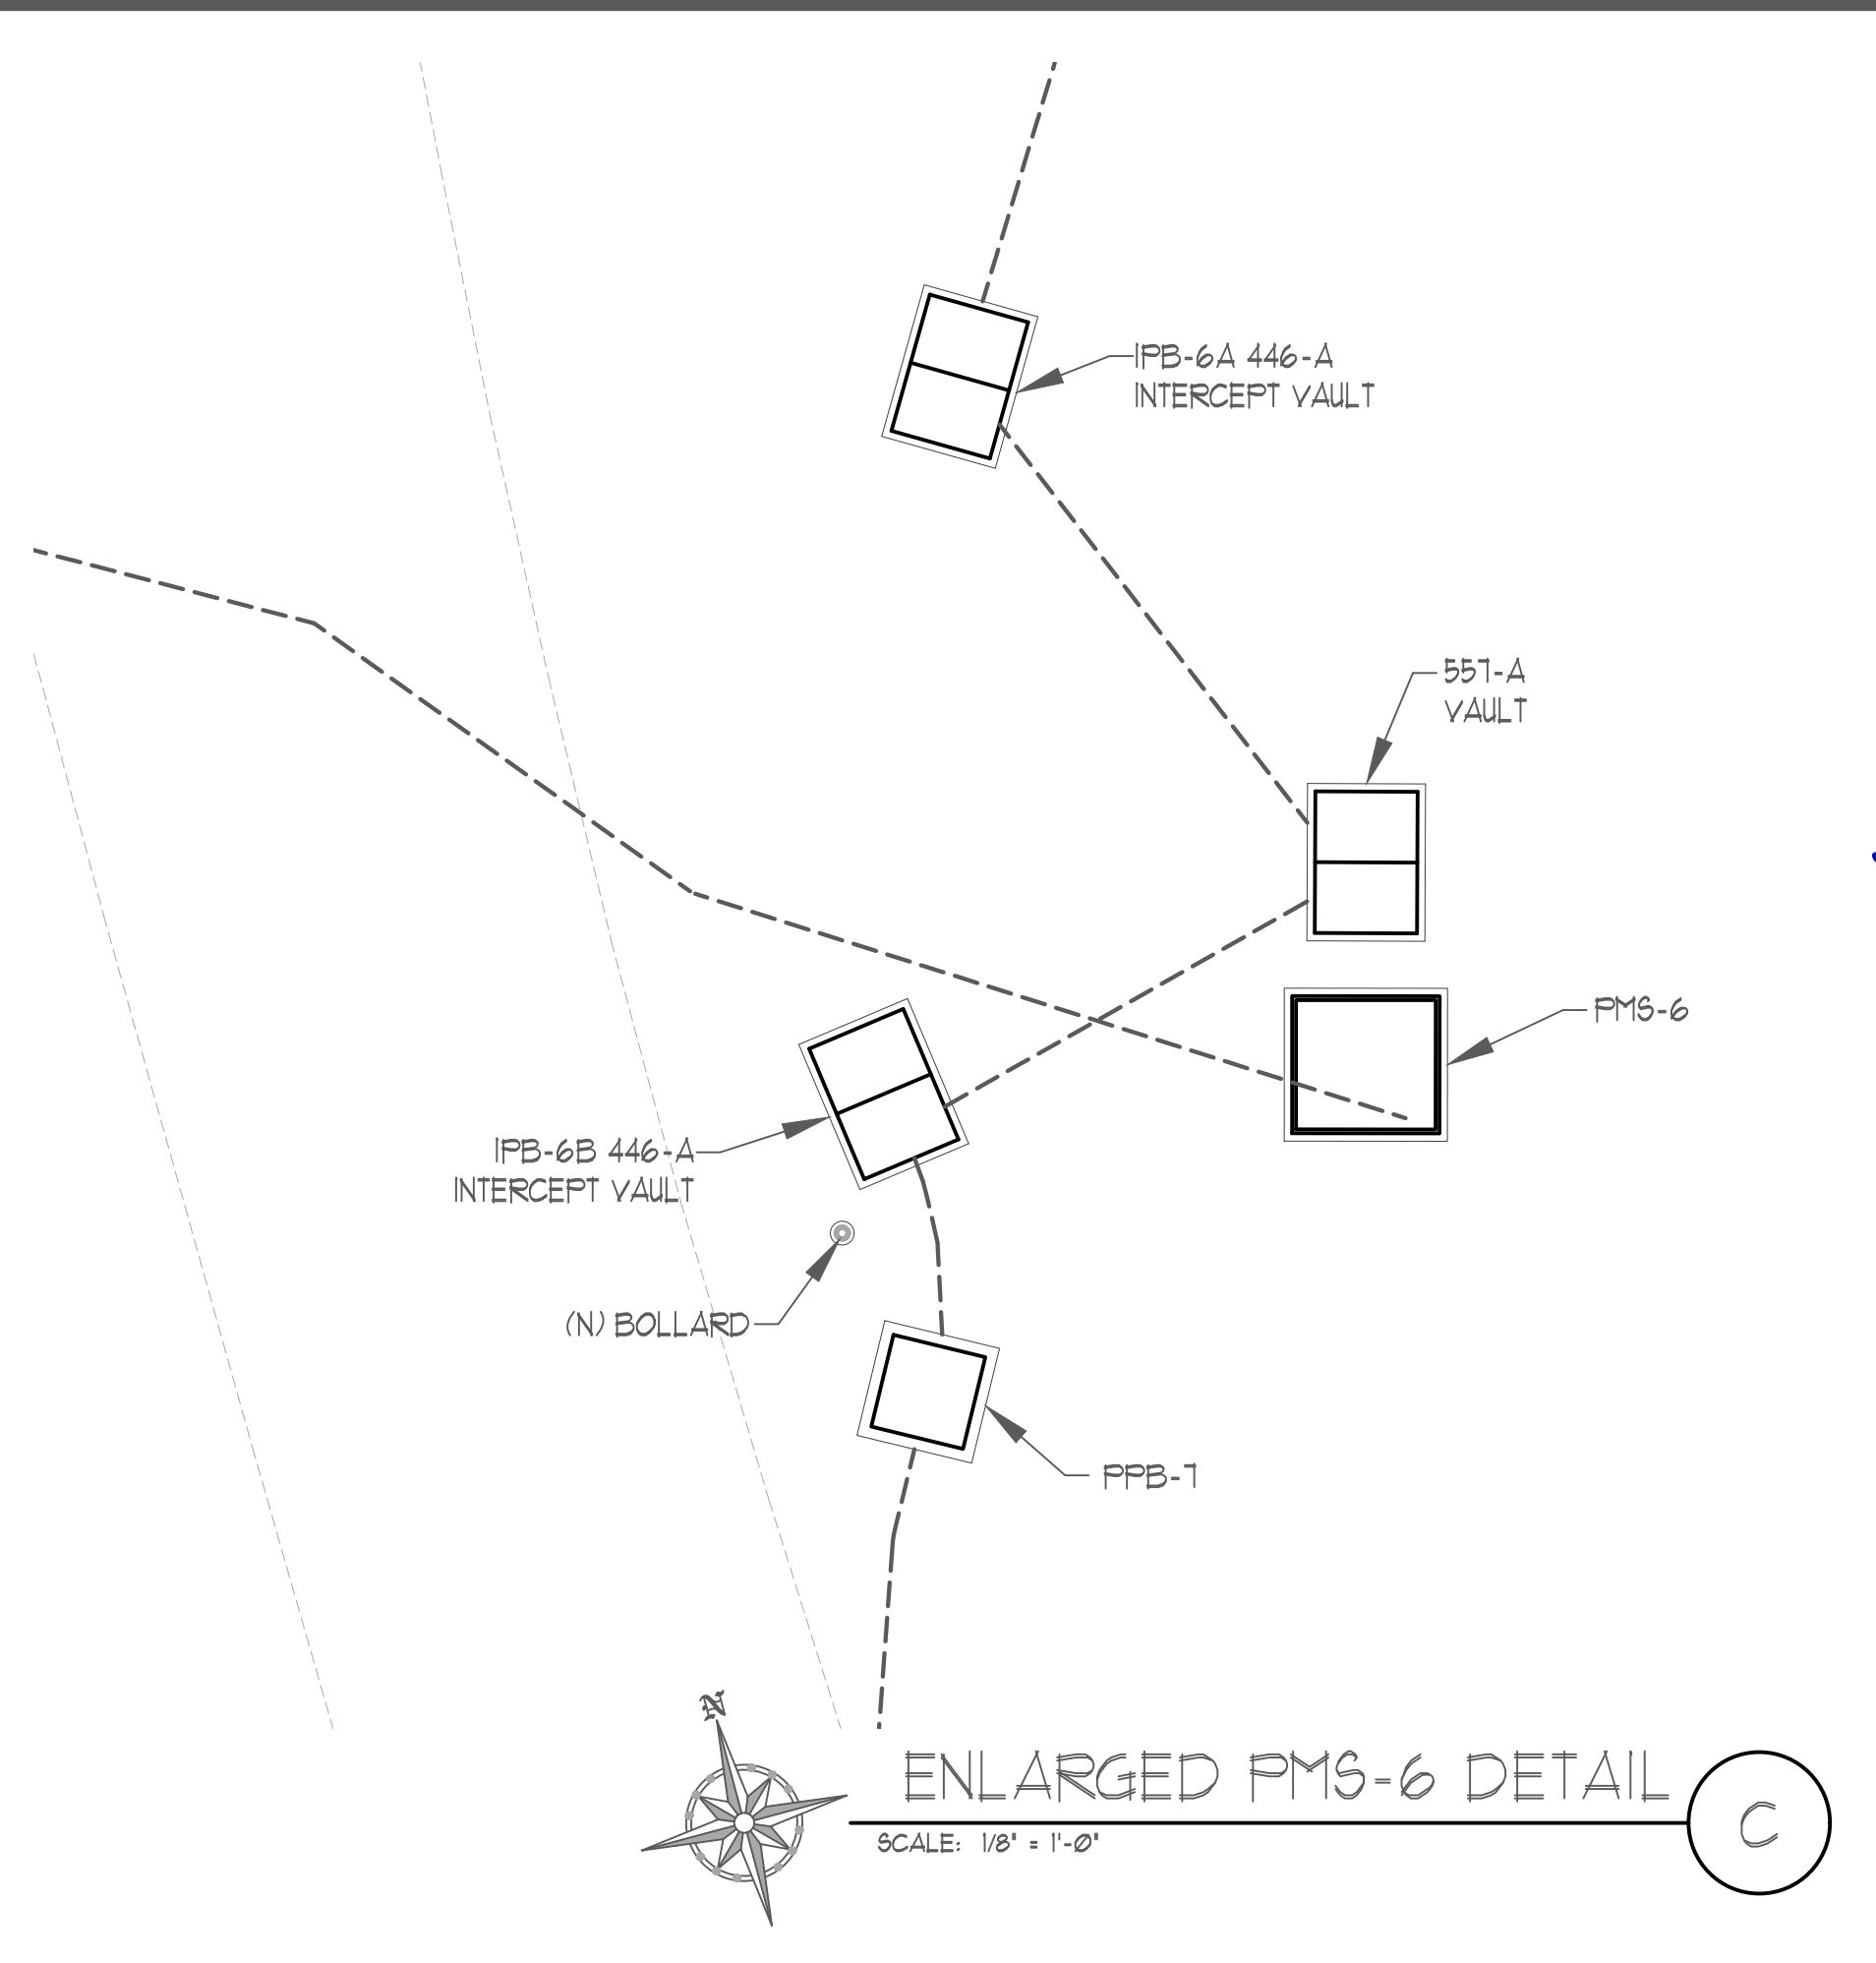 IPB-6A 446-A
INTERCEPT VAULT
557-A
VAULT
PMS-6
IPB-6B 446-A
INTERCEPT VAULT
(N) BOLLARD
PPB-7
N
ENLARGED PMS-6 DETAIL
C
SCALE: 1/8" = 1'-0"